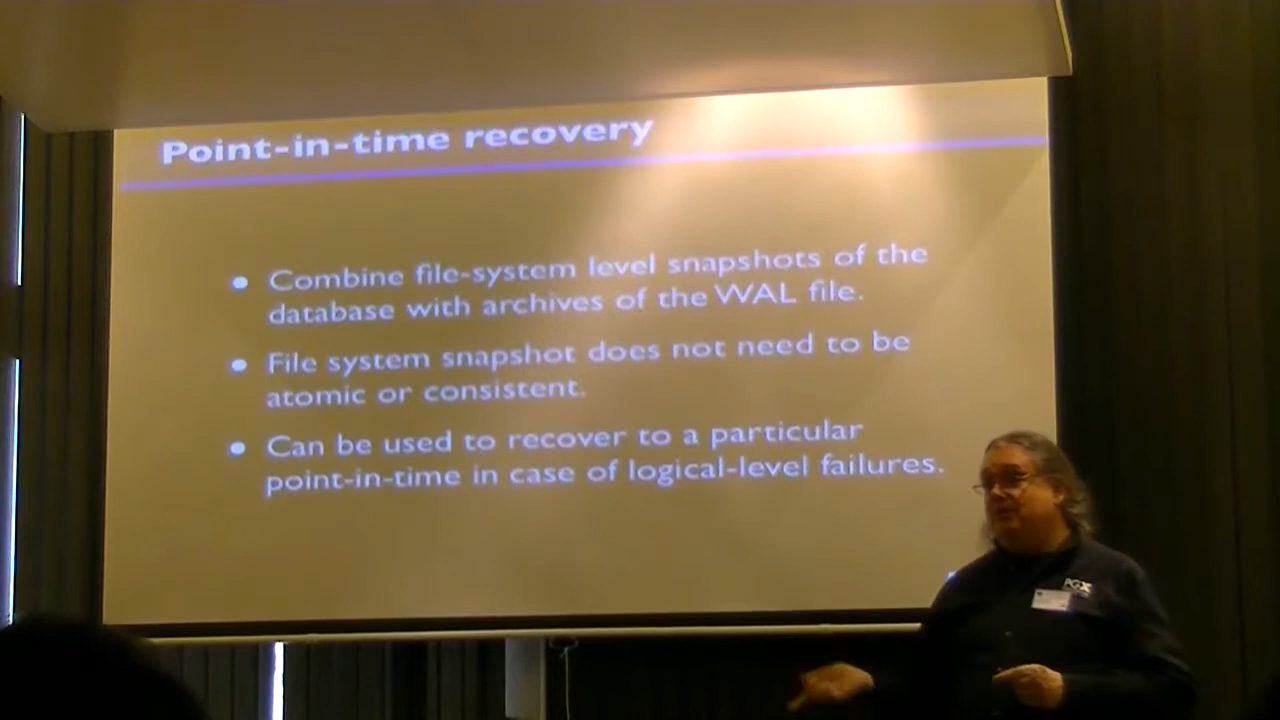 Point-in-time recovery
• Combine file-system level snapshots of the
database with archives of the WAL file.
• File system snapshot does not need to be
atomic or consistent.
• Can be used to recover to a particular
point-in-time in case of logical-level failures.
PGX